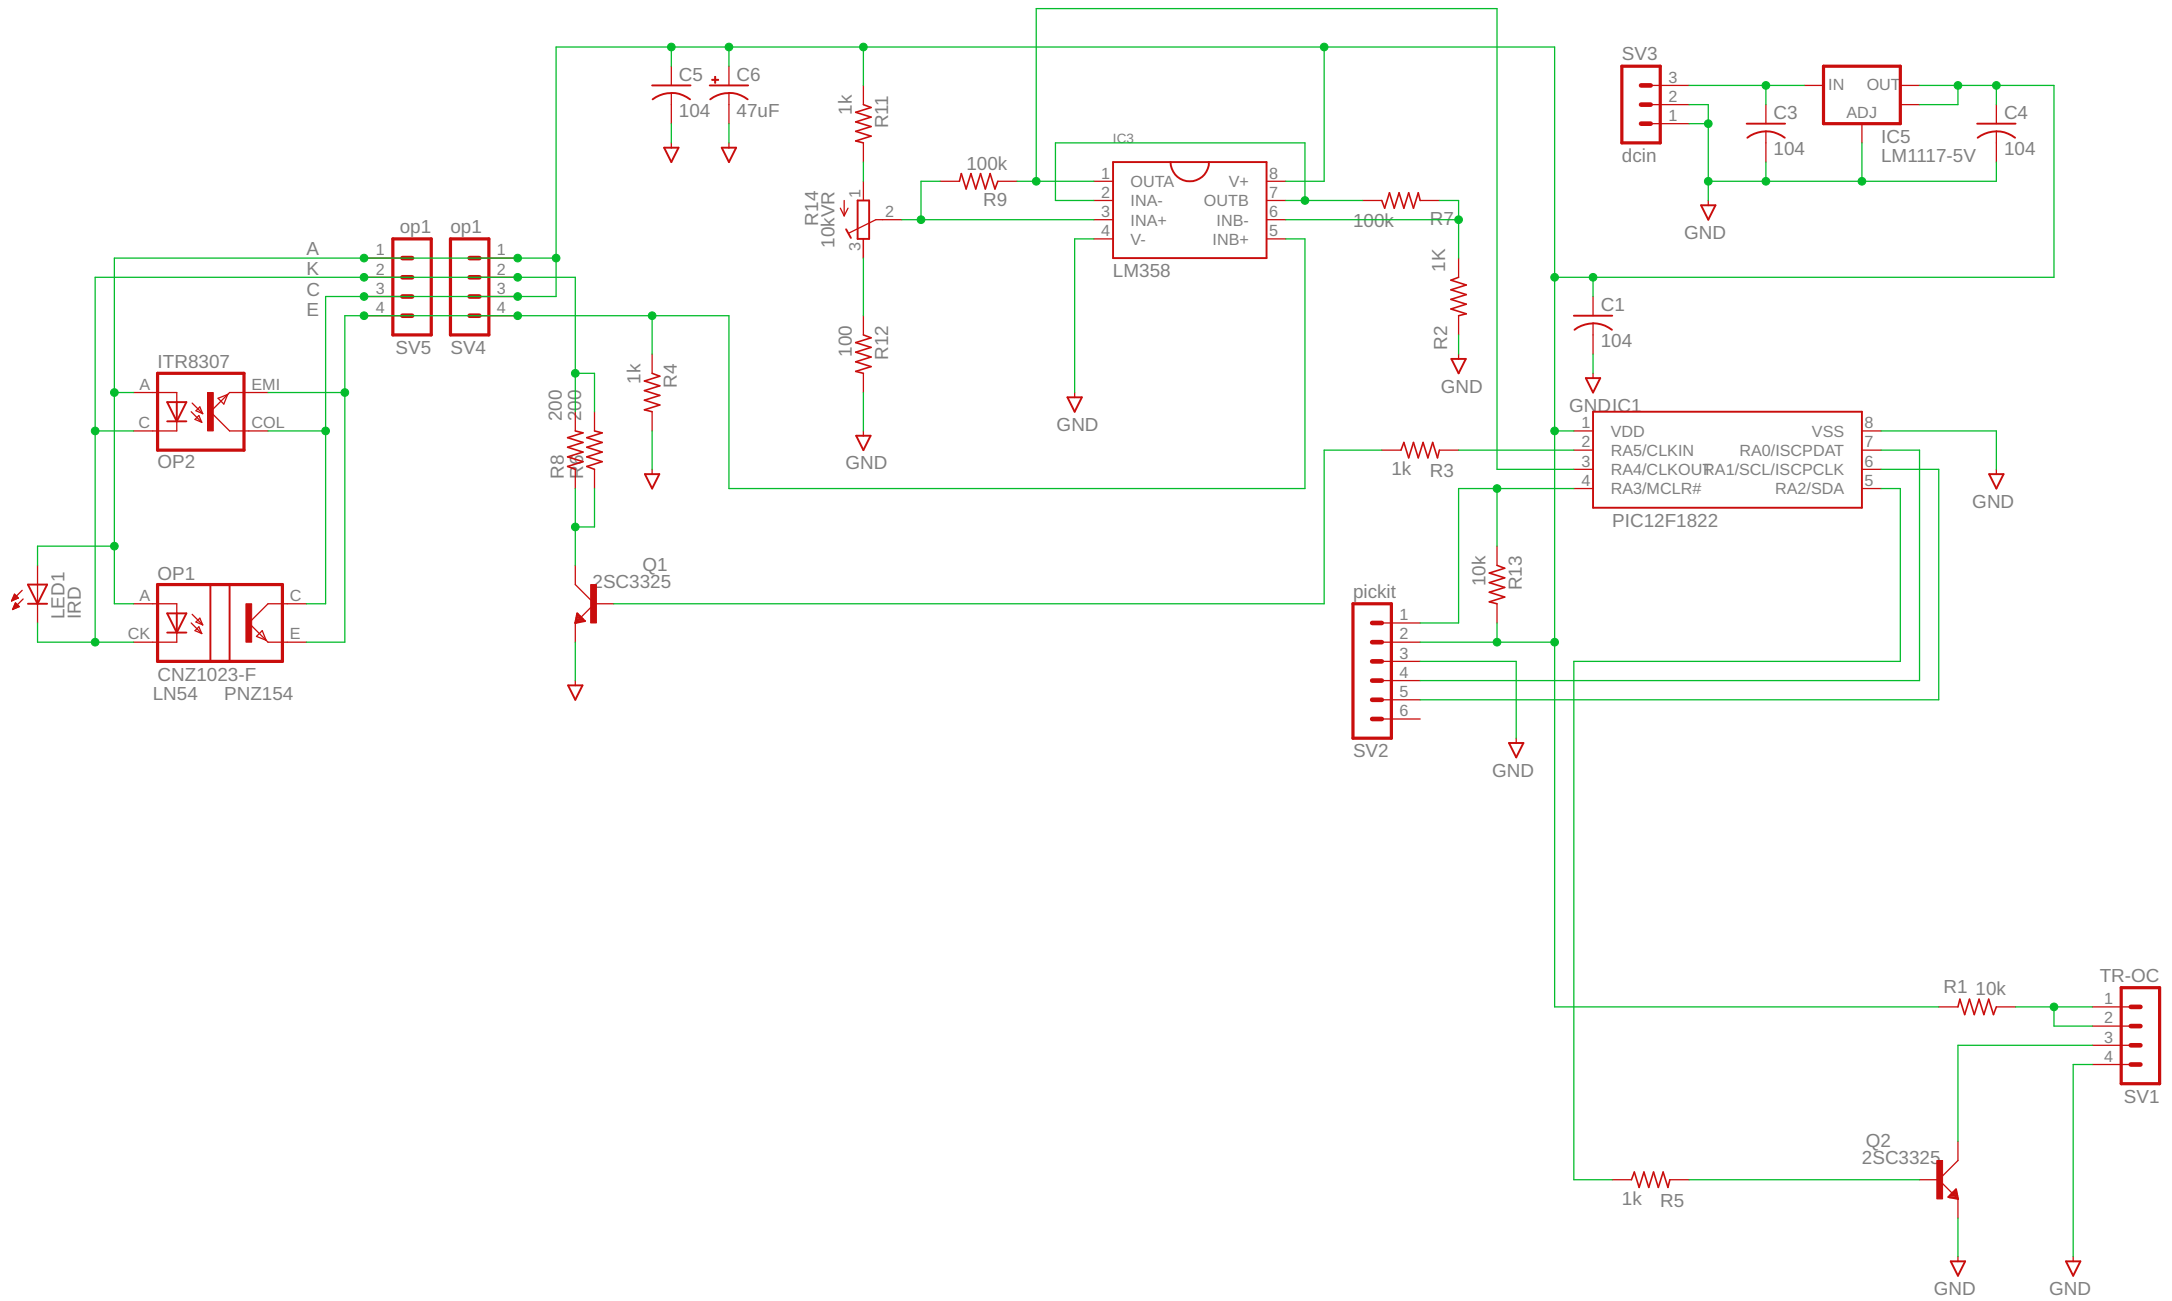 SV3
3
2
1
dcin
IN OUT
ADJ
IC5
LM1117-5V
C3
104
C4
104
GND
C5
104
C6
47uF
1k
R11
R14
10kVR
1
2
3
100
R12
GND
100k
R9
IC3
1 OUTA
2 INA-
3 INA+
4 V-
V+ 8
OUTB 7
INB- 6
INB+ 5
LM358
GND
100k R7
1K
R2
GND
op1 op1
A 1
K 2
C 3
E 4
1
2
3
4
SV5 SV4
ITR8307
A
C
EMI
COL
OP2
200
200
R8
1k
R4
OP1
A
CK
C
E
CNZ1023-F
LN54 PNZ154
LED1
IRD
Q1
2SC3325
C1
104
GND
IC1
1 VDD
2 RA5/CLKIN
3 RA4/CLKOUT
4 RA3/MCLR#
VSS 8
RA0/ISCPDAT 7
RA1/SCL/ISCPCLK 6
RA2/SDA 5
PIC12F1822
GND
1k R3
10k
R13
pickit
1
2
3
4
5
6
SV2
GND
R1 10k
TR-OC
1
2
3
4
SV1
Q2
2SC3325
1k R5
GND
GND